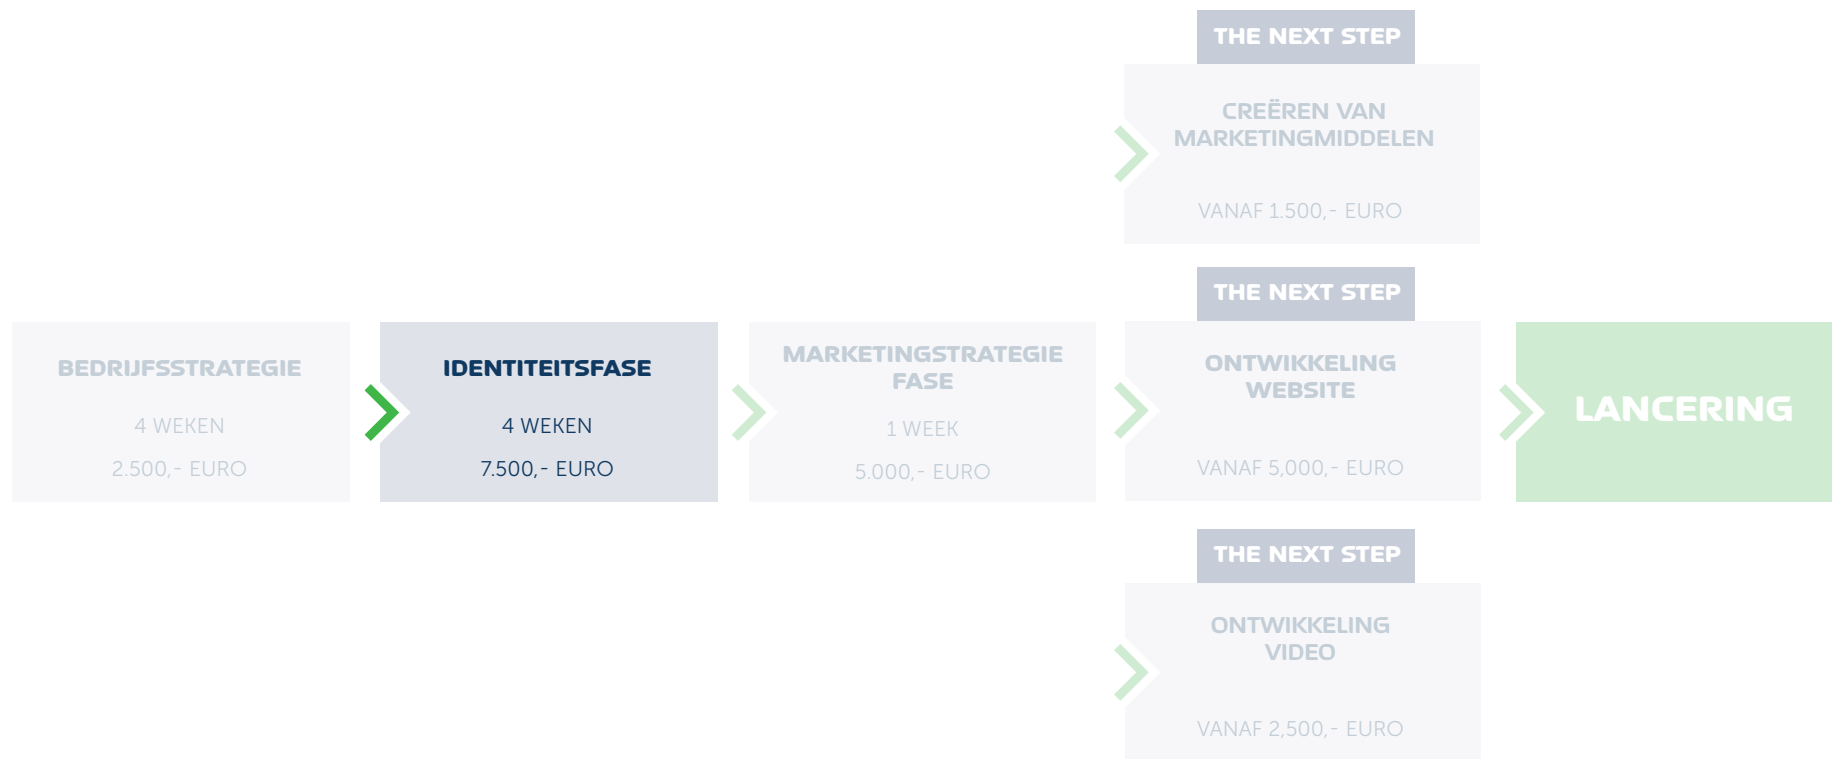 BEDRIJFSSTRATEGIE
4 WEKEN
2.500,- EURO
IDENTITEITSFASE
4 WEKEN
7.500,- EURO
MARKETINGSTRATEGIE
FASE
1 WEEK
5.000,- EURO
THE NEXT STEP
CREËREN VAN
MARKETINGMIDDELEN
VANAF 1.500,- EURO
THE NEXT STEP
ONTWIKKELING
WEBSITE
VANAF 5,000,- EURO
THE NEXT STEP
ONTWIKKELING
VIDEO
VANAF 2,500,- EURO
LANCERING